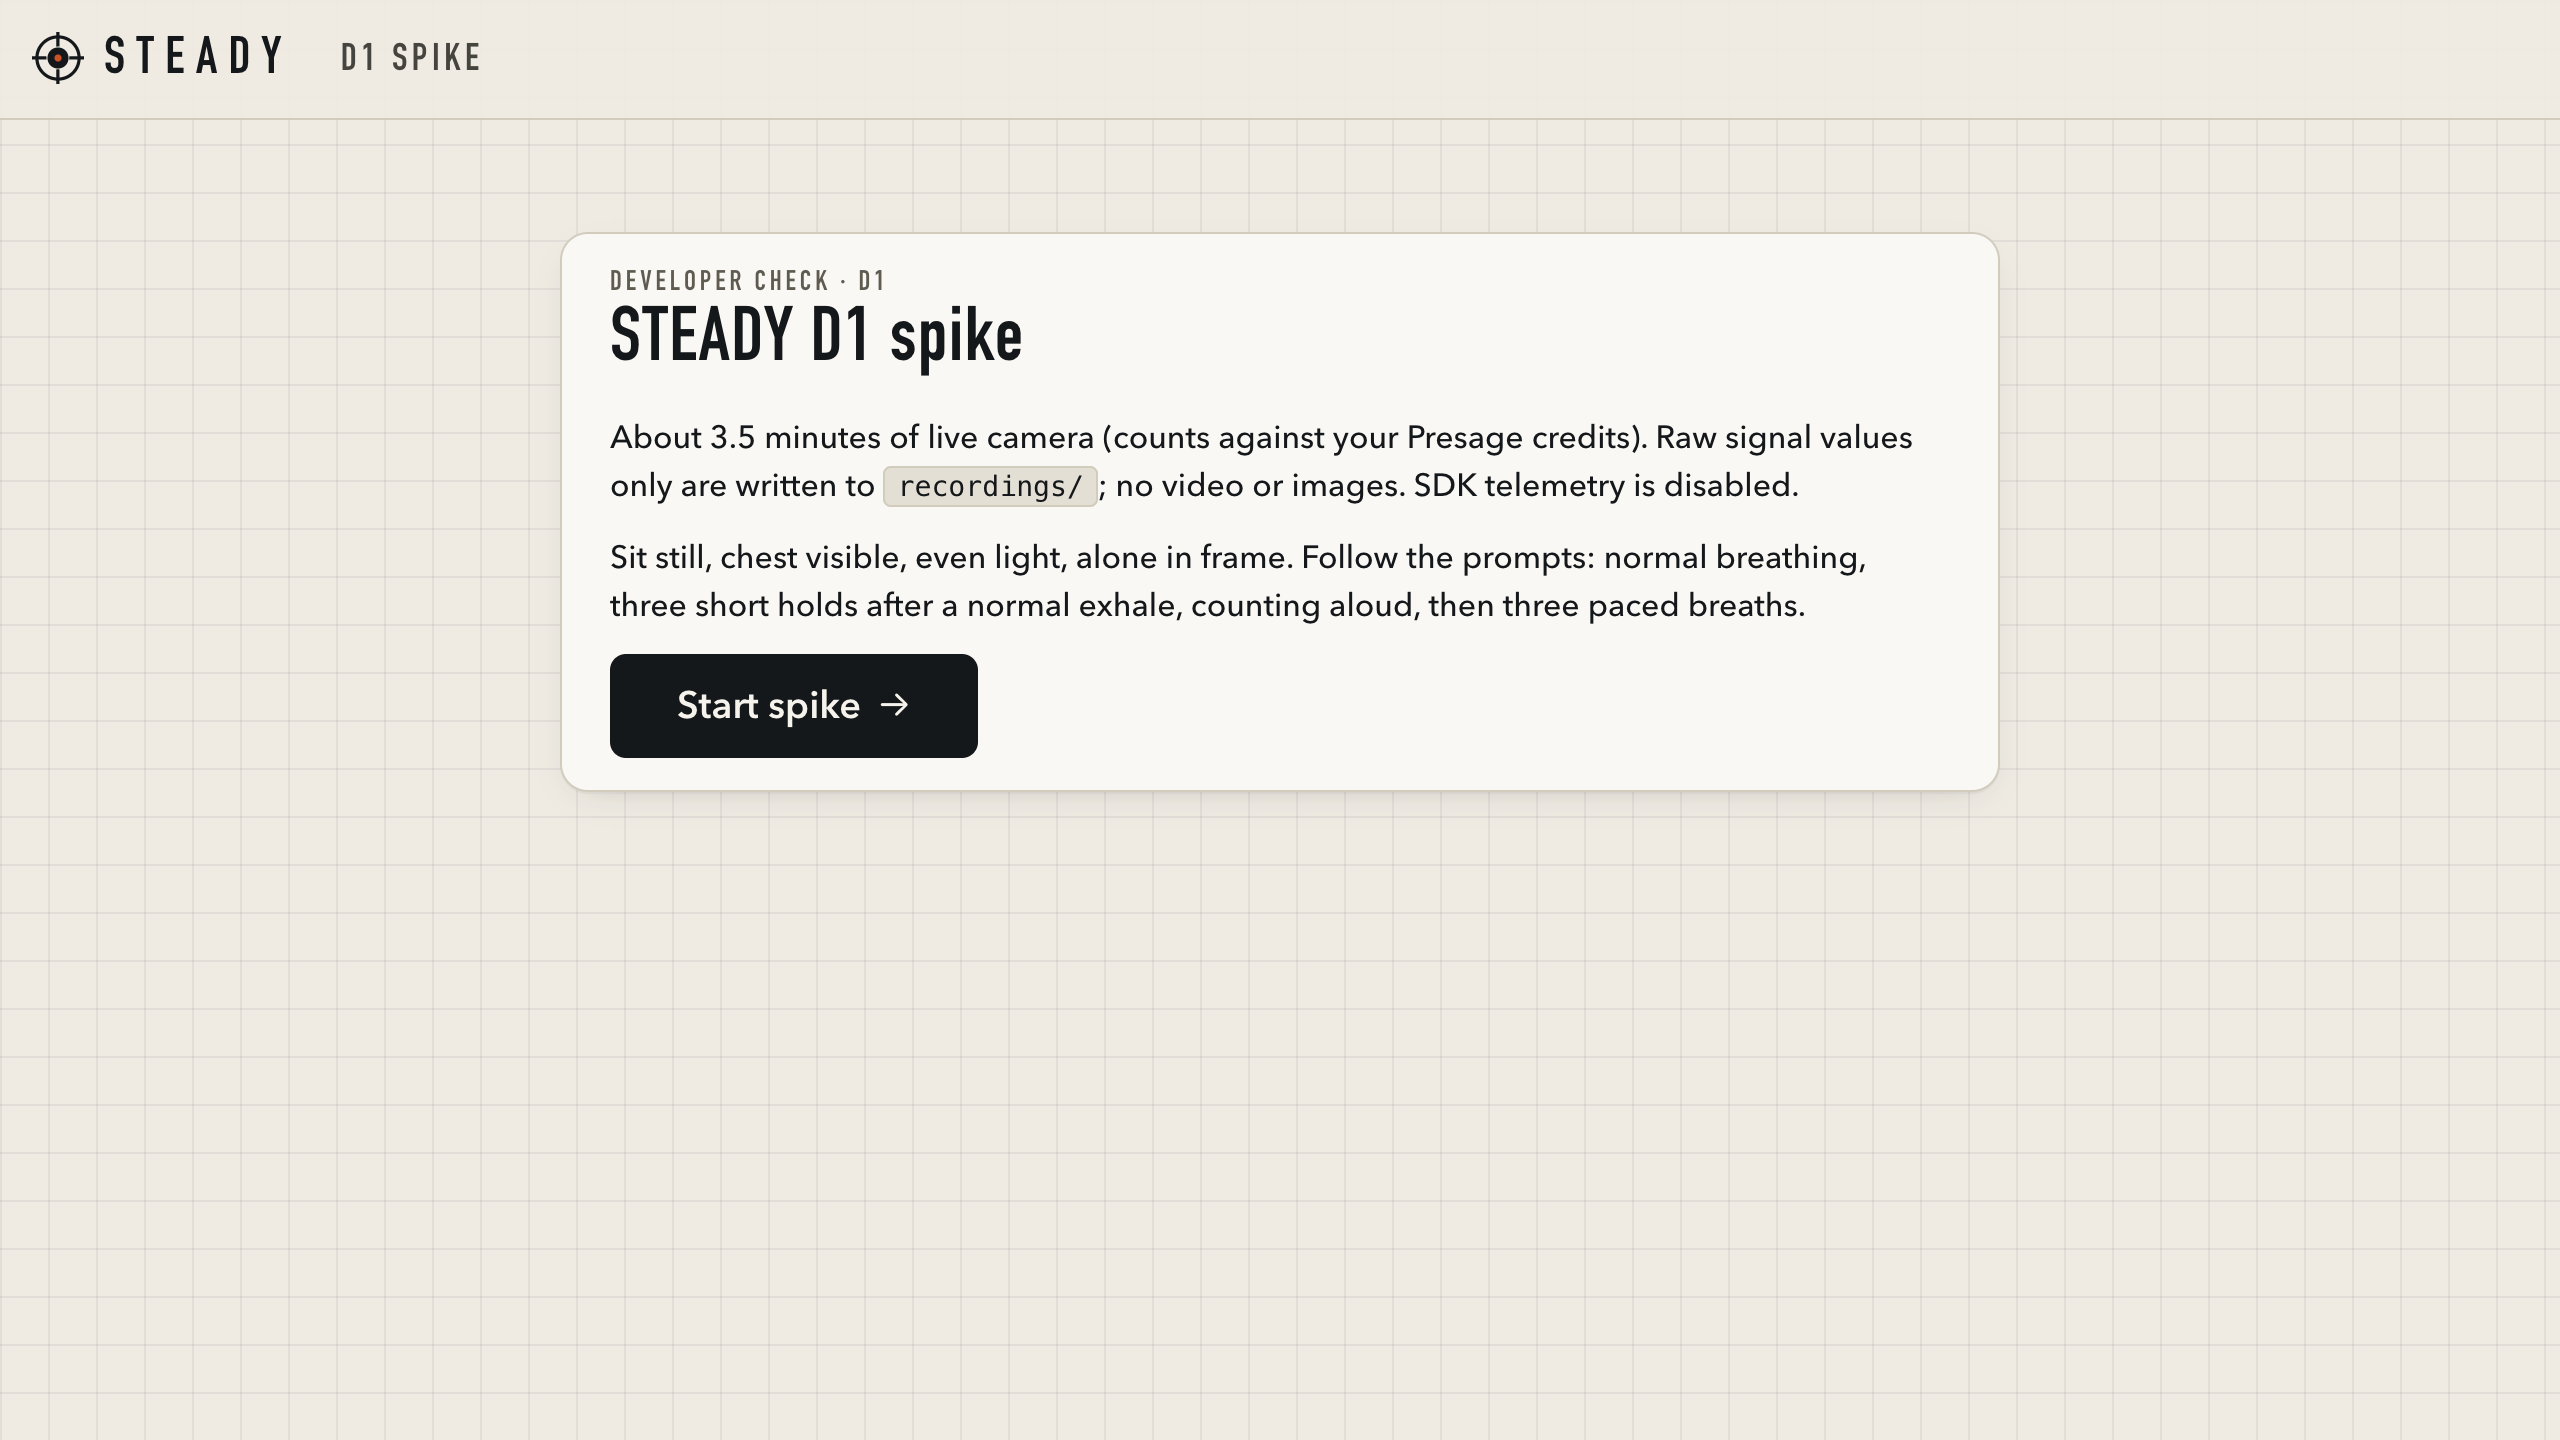 STEADY D1 SPIKE
DEVELOPER CHECK · D1
STEADY D1 spike
About 3.5 minutes of live camera (counts against your Presage credits). Raw signal values
only are written to recordings/ ; no video or images. SDK telemetry is disabled.
Sit still, chest visible, even light, alone in frame. Follow the prompts: normal breathing,
three short holds after a normal exhale, counting aloud, then three paced breaths.
Start spike →